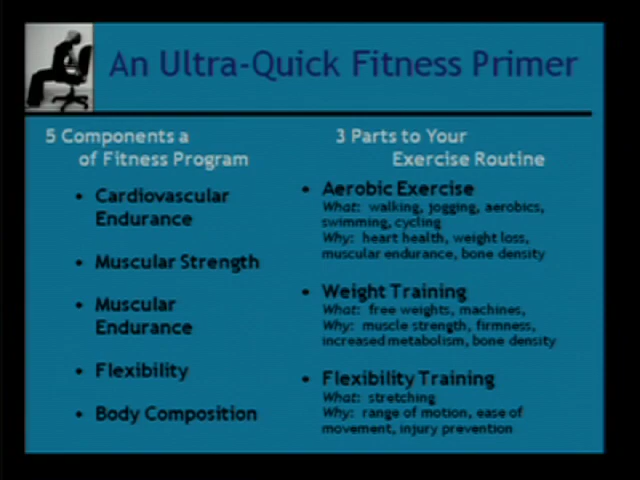 An Ultra-Quick Fitness Primer
5 Components a
of Fitness Program
• Cardiovascular
Endurance
• Muscular Strength
• Muscular
Endurance
• Flexibility
• Body Composition
3 Parts to Your
Exercise Routine
• Aerobic Exercise
What: walking, jogging, aerobics,
swimming, cycling
Why: heart health, weight loss,
muscular endurance, bone density
• Weight Training
What: free weights, machines,
Why: muscle strength, firmness,
increased metabolism, bone density
• Flexibility Training
What: stretching
Why: range of motion, ease of
movement, injury prevention